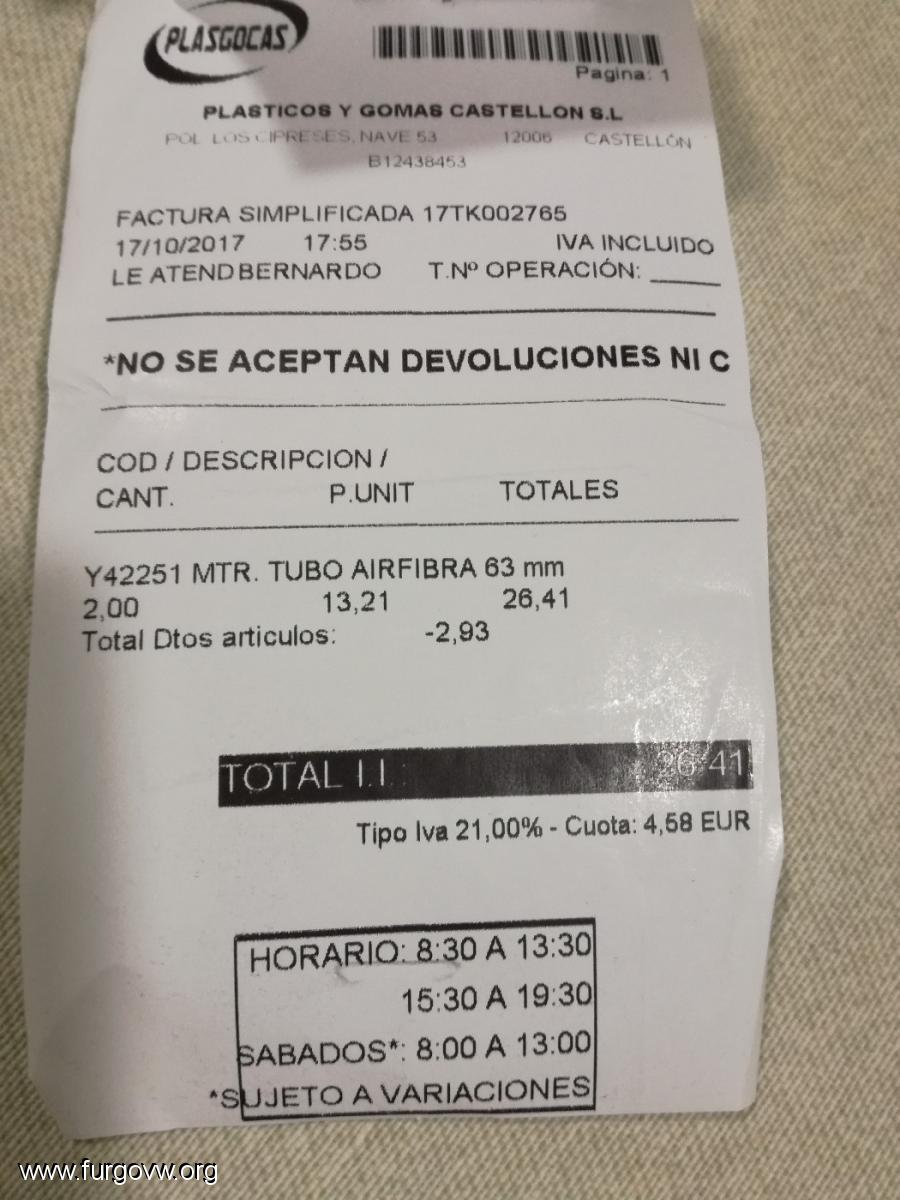 PLASGOCAS
Pagina: 1
PLASTICOS Y GOMAS CASTELLON S.L
POL. LOS CIPRESES, NAVE 53 12006 CASTELLÓN
B12438453
FACTURA SIMPLIFICADA 17TK002765
17/10/2017 17:55 IVA INCLUIDO
LE ATEND BERNARDO T.Nº OPERACIÓN: ______
*NO SE ACEPTAN DEVOLUCIONES NI C
COD / DESCRIPCION /
CANT. P.UNIT TOTALES
Y42251 MTR. TUBO AIRFIBRA 63 mm
2,00 13,21 26,41
Total Dtos articulos: -2,93
TOTAL I.I. 26,41
Tipo Iva 21,00% - Cuota: 4,58 EUR
HORARIO: 8:30 A 13:30
15:30 A 19:30
SABADOS*: 8:00 A 13:00
*SUJETO A VARIACIONES
www.furgovw.org